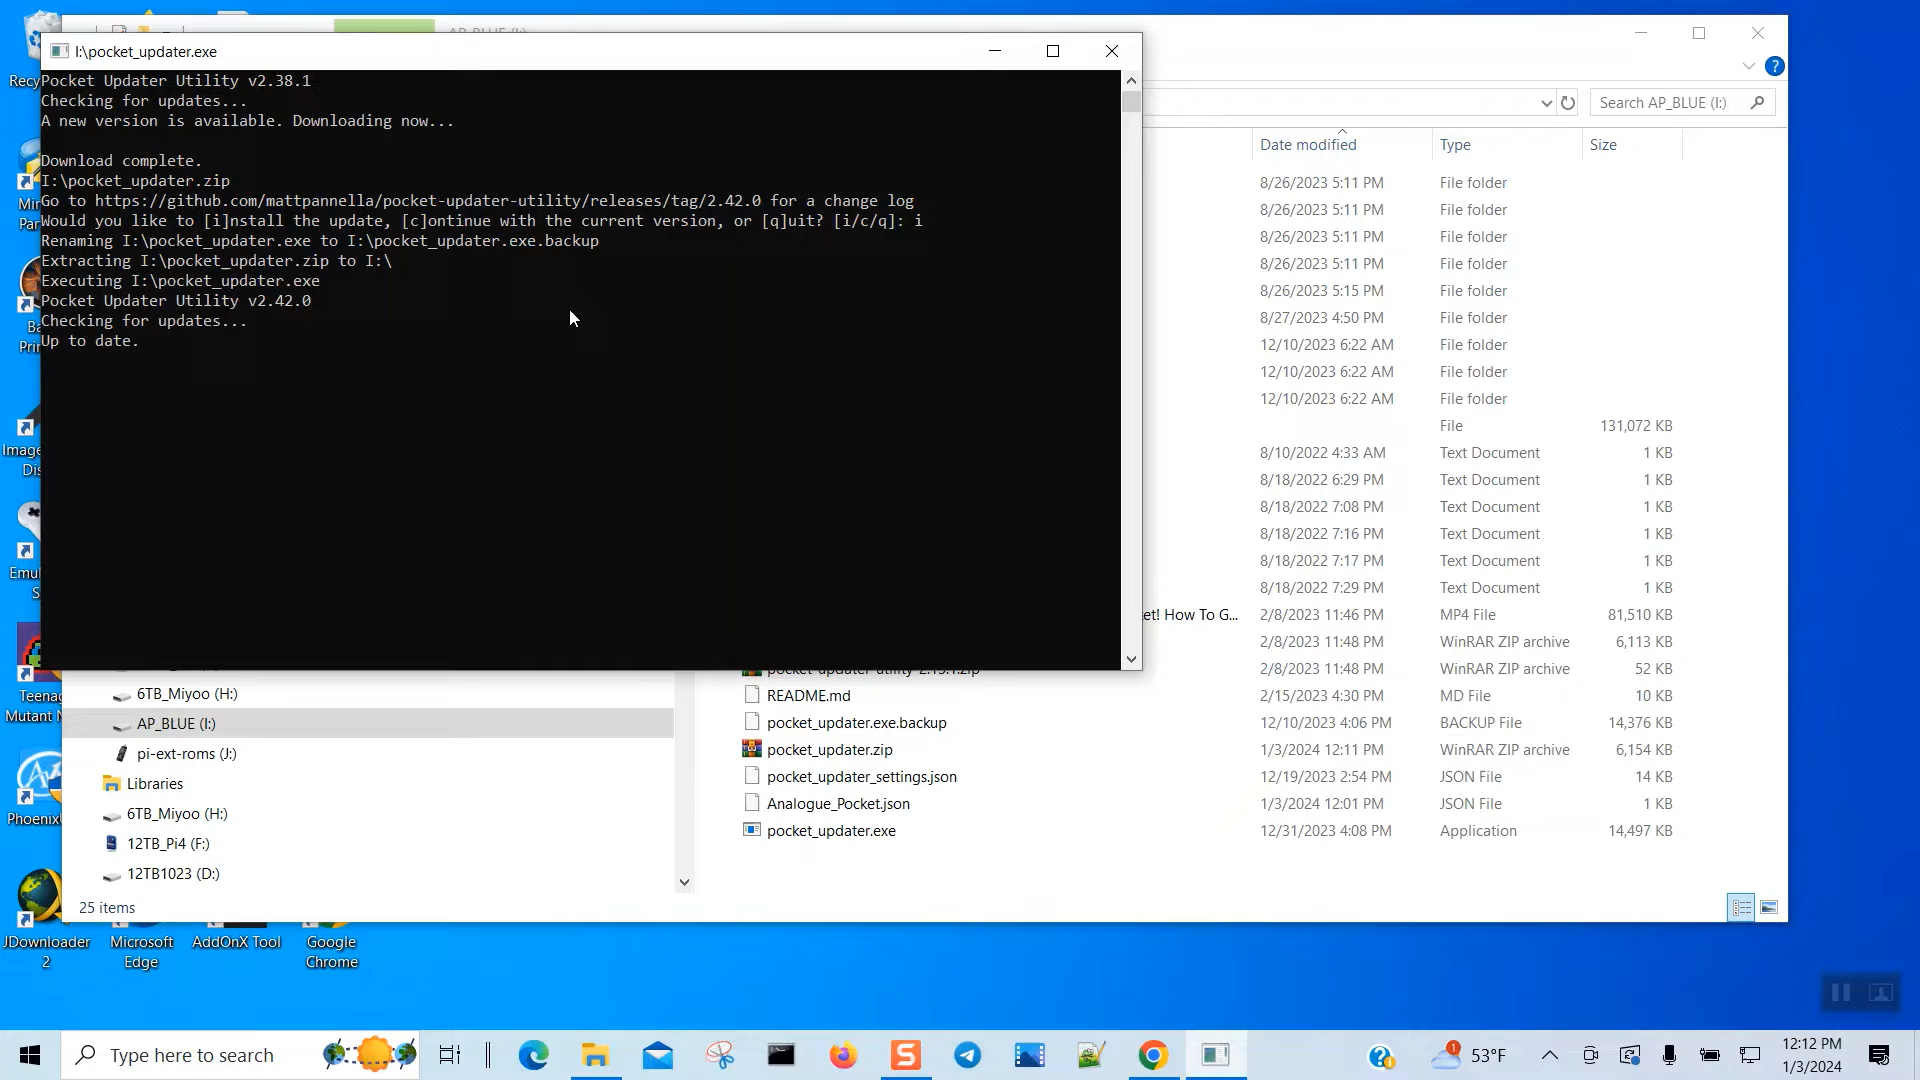 I:\pocket_updater.exe
Pocket Updater Utility v2.38.1
Checking for updates...
A new version is available. Downloading now...
Download complete.
I:\pocket_updater.zip
Go to https://github.com/mattpannella/pocket-updater-utility/releases/tag/2.42.0 for a change log
Would you like to [i]nstall the update, [c]ontinue with the current version, or [q]uit? [i/c/q]: i
Renaming I:\pocket_updater.exe to I:\pocket_updater.exe.backup
Extracting I:\pocket_updater.zip to I:\
Executing I:\pocket_updater.exe
Pocket Updater Utility v2.42.0
Checking for updates...
Up to date.
Search AP_BLUE (I:)
Date modified Type Size
8/26/2023 5:11 PM File folder
8/26/2023 5:11 PM File folder
8/26/2023 5:11 PM File folder
8/26/2023 5:11 PM File folder
8/26/2023 5:15 PM File folder
8/27/2023 4:50 PM File folder
12/10/2023 6:22 AM File folder
12/10/2023 6:22 AM File folder
12/10/2023 6:22 AM File folder
File 131,072 KB
8/10/2022 4:33 AM Text Document 1 KB
8/18/2022 6:29 PM Text Document 1 KB
8/18/2022 7:08 PM Text Document 1 KB
8/18/2022 7:16 PM Text Document 1 KB
8/18/2022 7:17 PM Text Document 1 KB
8/18/2022 7:29 PM Text Document 1 KB
et! How To G... 2/8/2023 11:46 PM MP4 File 81,510 KB
2/8/2023 11:48 PM WinRAR ZIP archive 6,113 KB
2/8/2023 11:48 PM WinRAR ZIP archive 52 KB
README.md 2/15/2023 4:30 PM MD File 10 KB
pocket_updater.exe.backup 12/10/2023 4:06 PM BACKUP File 14,376 KB
pocket_updater.zip 1/3/2024 12:11 PM WinRAR ZIP archive 6,154 KB
pocket_updater_settings.json 12/19/2023 2:54 PM JSON File 14 KB
Analogue_Pocket.json 1/3/2024 12:01 PM JSON File 1 KB
pocket_updater.exe 12/31/2023 4:08 PM Application 14,497 KB
6TB_Miyoo (H:)
AP_BLUE (I:)
pi-ext-roms (J:)
Libraries
6TB_Miyoo (H:)
12TB_Pi4 (F:)
12TB1023 (D:)
25 items
Recy
Min
Par
Ba
Prin
Image
Dis
Emu
S
Teena
Mutant N
Phoenix
JDownloader
2
Microsoft
Edge
AddOnX Tool
Google
Chrome
Type here to search
1
53°F
12:12 PM
1/3/2024